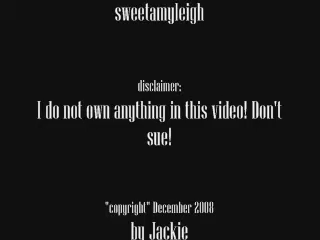 sweetamyleigh
disclaimer:
I do not own anything in this video! Don't
sue!
"copyright" December 2008
by Jackie